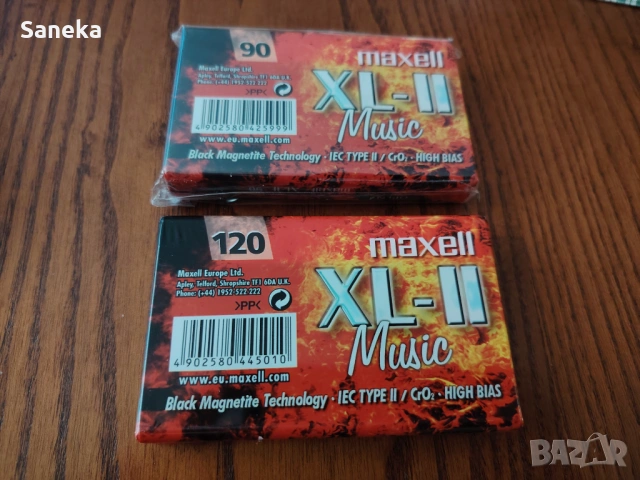 Saneka
90
maxell
Maxell Europe Ltd.
Apley, Telford, Shropshire TF1 6DA U.K.
Phone: (+44) 1952-522-222
>PP<
XL-II
Music
4 902580 425999
www.eu.maxell.com
Black Magnetite Technology · IEC TYPE II / CrO₂ · HIGH BIAS
120
maxell
Maxell Europe Ltd.
Apley, Telford, Shropshire TF1 6DA U.K.
Phone: (+44) 1952-522-222
>PP<
XL-II
Music
4 902580 445010
www.eu.maxell.com
Black Magnetite Technology · IEC TYPE II / CrO₂ · HIGH BIAS
BAZAR